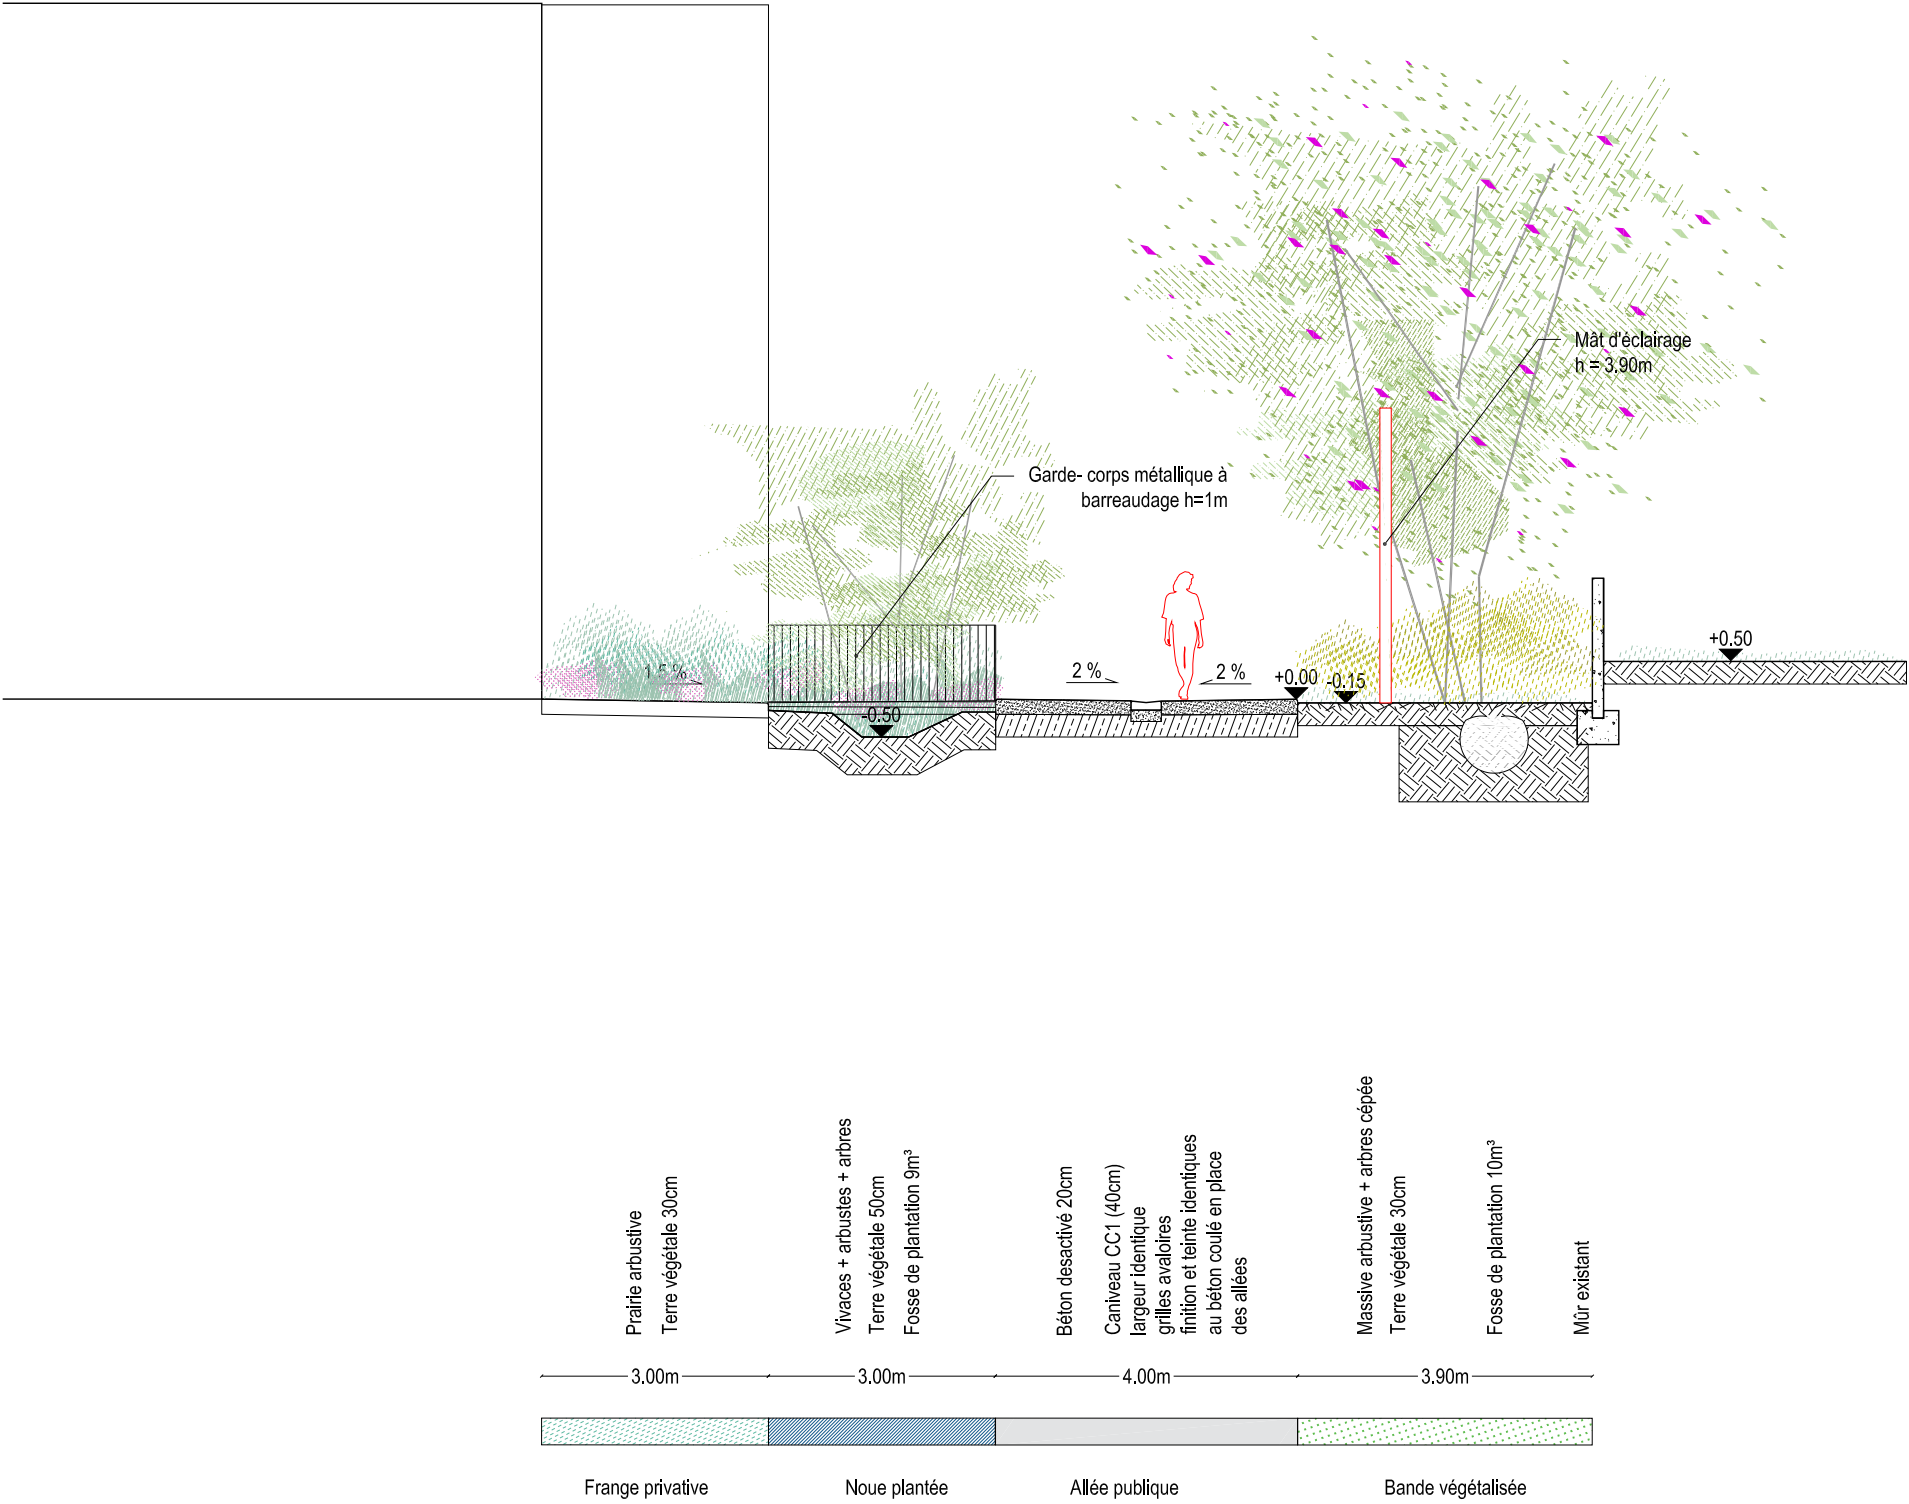 Mât d'éclairage
h = 3.90m
Garde- corps métallique à
barreaudage h=1m
+0.50
1.5 %
2 %
2 %
+0.00
-0.15
-0.50
Prairie arbustive
Terre végétale 30cm
Vivaces + arbustes + arbres
Terre végétale 50cm
Fosse de plantation 9m³
Béton desactivé 20cm
Caniveau CC1 (40cm)
largeur identique
grilles avaloires
finition et teinte identiques
au béton coulé en place
des allées
Massive arbustive + arbres cépée
Terre végétale 30cm
Fosse de plantation 10m³
Mûr existant
3.00m
3.00m
4.00m
3.90m
Frange privative
Noue plantée
Allée publique
Bande végétalisée